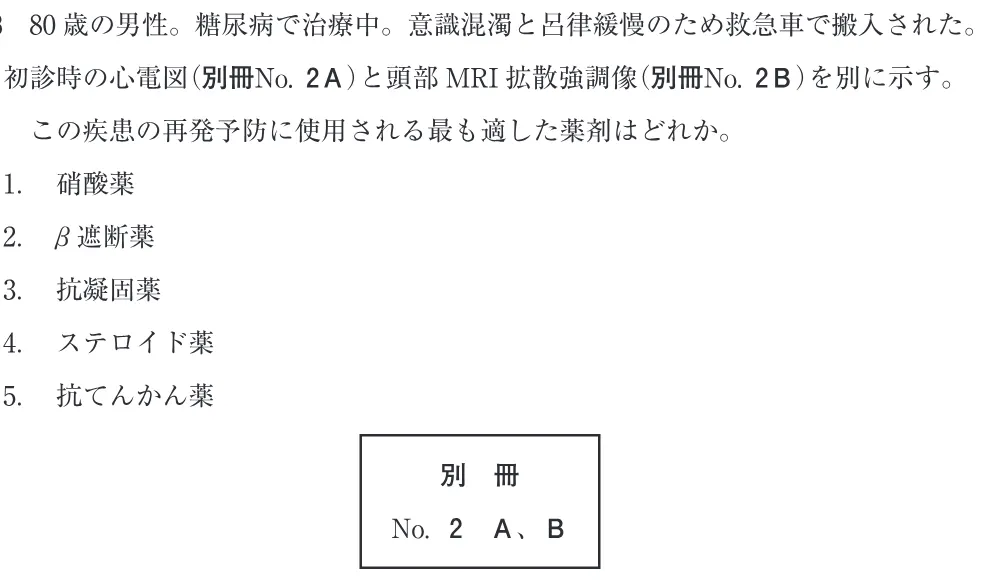 80歳の男性。糖尿病で治療中。意識混濁と呂律緩慢のため救急車で搬入された。
初診時の心電図(別冊No. 2A)と頭部MRI拡散強調像(別冊No. 2B)を別に示す。
この疾患の再発予防に使用される最も適した薬剤はどれか。
1. 硝酸薬
2. β遮断薬
3. 抗凝固薬
4. ステロイド薬
5. 抗てんかん薬
別 冊
No. 2 A、B